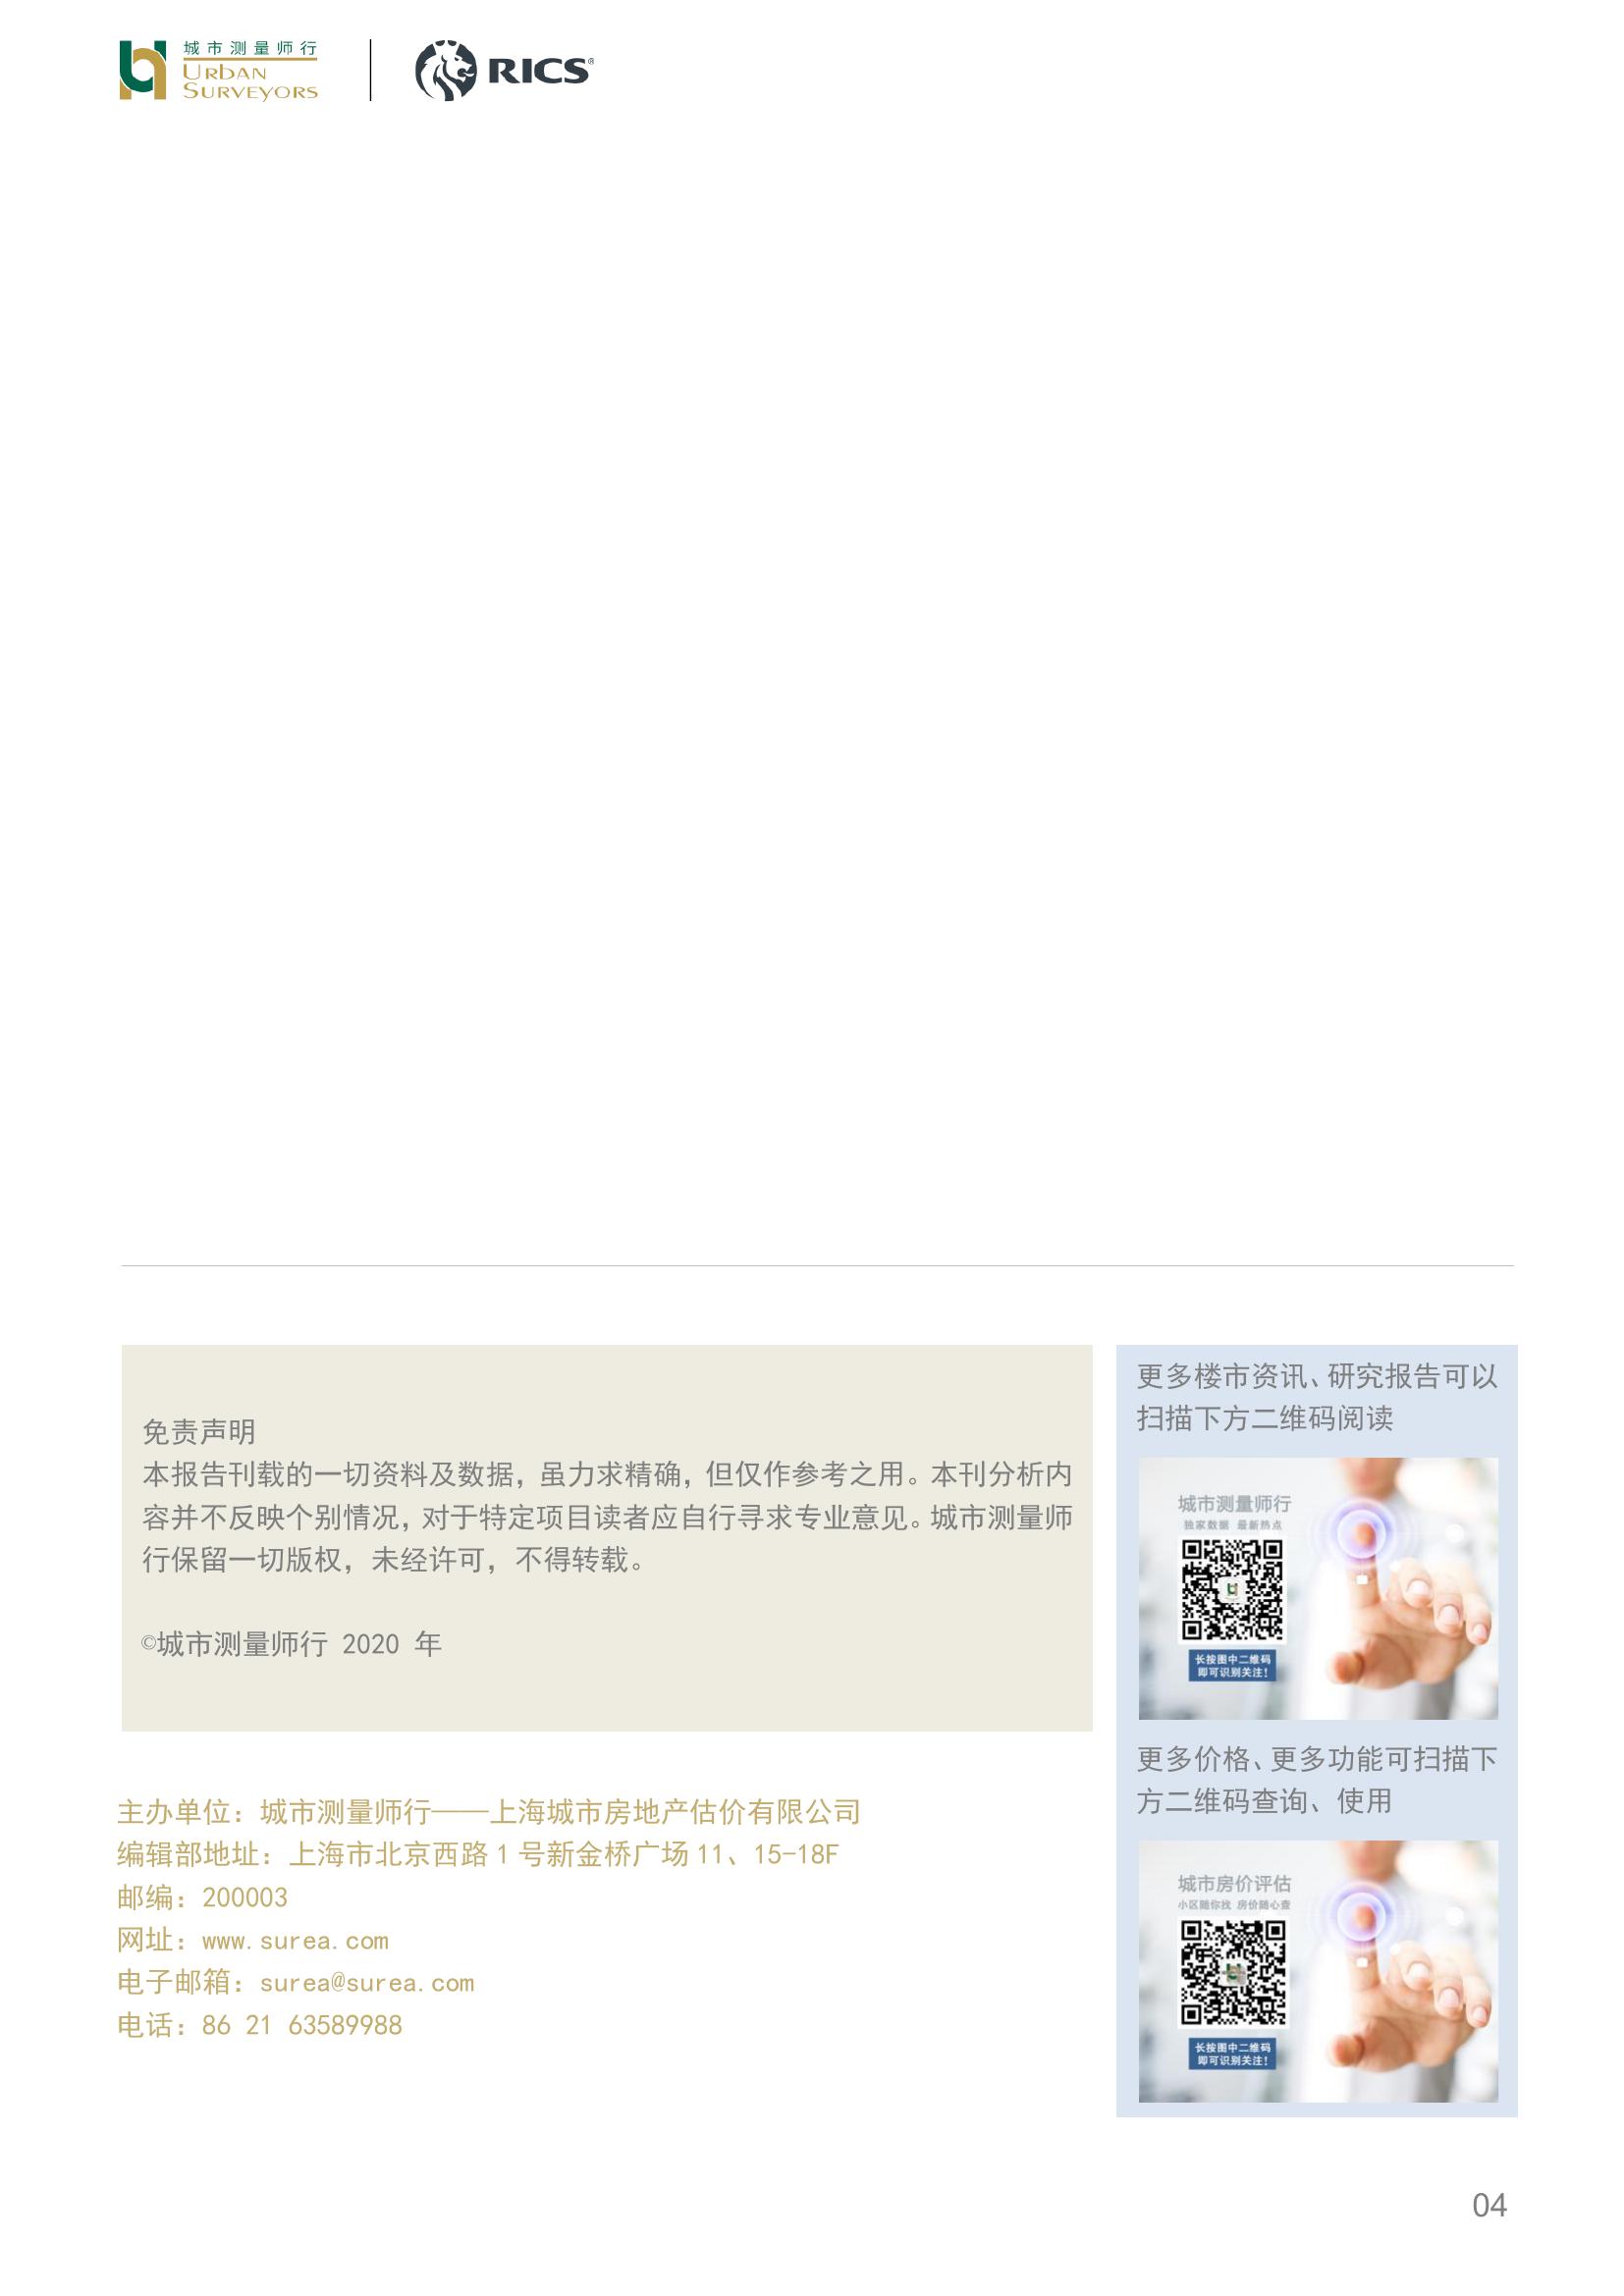 城市测量师行
URBAN
SURVEYORS
RICS®
免责声明
本报告刊载的一切资料及数据，虽力求精确，但仅作参考之用。本刊分析内
容并不反映个别情况，对于特定项目读者应自行寻求专业意见。城市测量师
行保留一切版权，未经许可，不得转载。
©城市测量师行 2020 年
主办单位：城市测量师行——上海城市房地产估价有限公司
编辑部地址：上海市北京西路 1 号新金桥广场 11、15-18F
邮编：200003
网址：www.surea.com
电子邮箱：surea@surea.com
电话：86 21 63589988
更多楼市资讯、研究报告可以
扫描下方二维码阅读
城市测量师行
独家数据 最新热点
长按图中二维码
即可识别关注！
更多价格、更多功能可扫描下
方二维码查询、使用
城市房价评估
小区随你找 房价随心查
长按图中二维码
即可识别关注！
04